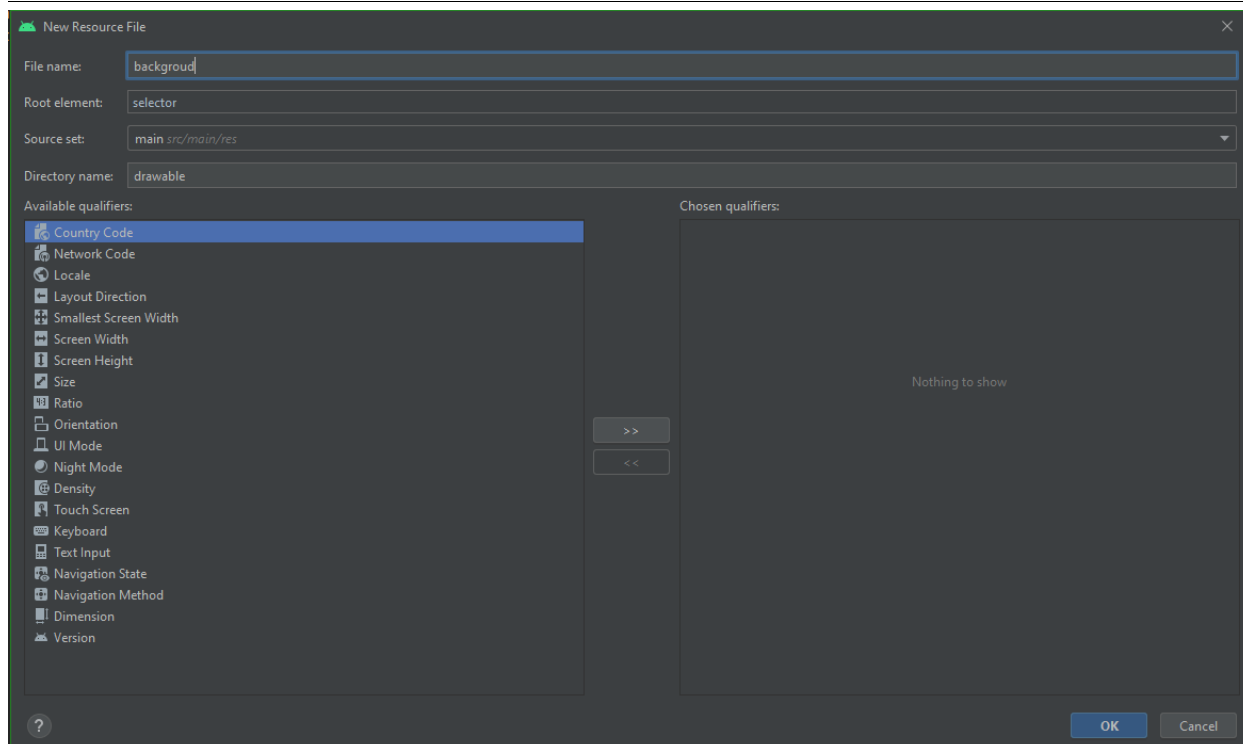 New Resource File
File name: backgroud
Root element: selector
Source set: main src/main/res
Directory name: drawable
Available qualifiers:
Country Code
Network Code
Locale
Layout Direction
Smallest Screen Width
Screen Width
Screen Height
Size
Ratio
Orientation
UI Mode
Night Mode
Density
Touch Screen
Keyboard
Text Input
Navigation State
Navigation Method
Dimension
Version
>>
<<
Chosen qualifiers:
Nothing to show
?
OK Cancel